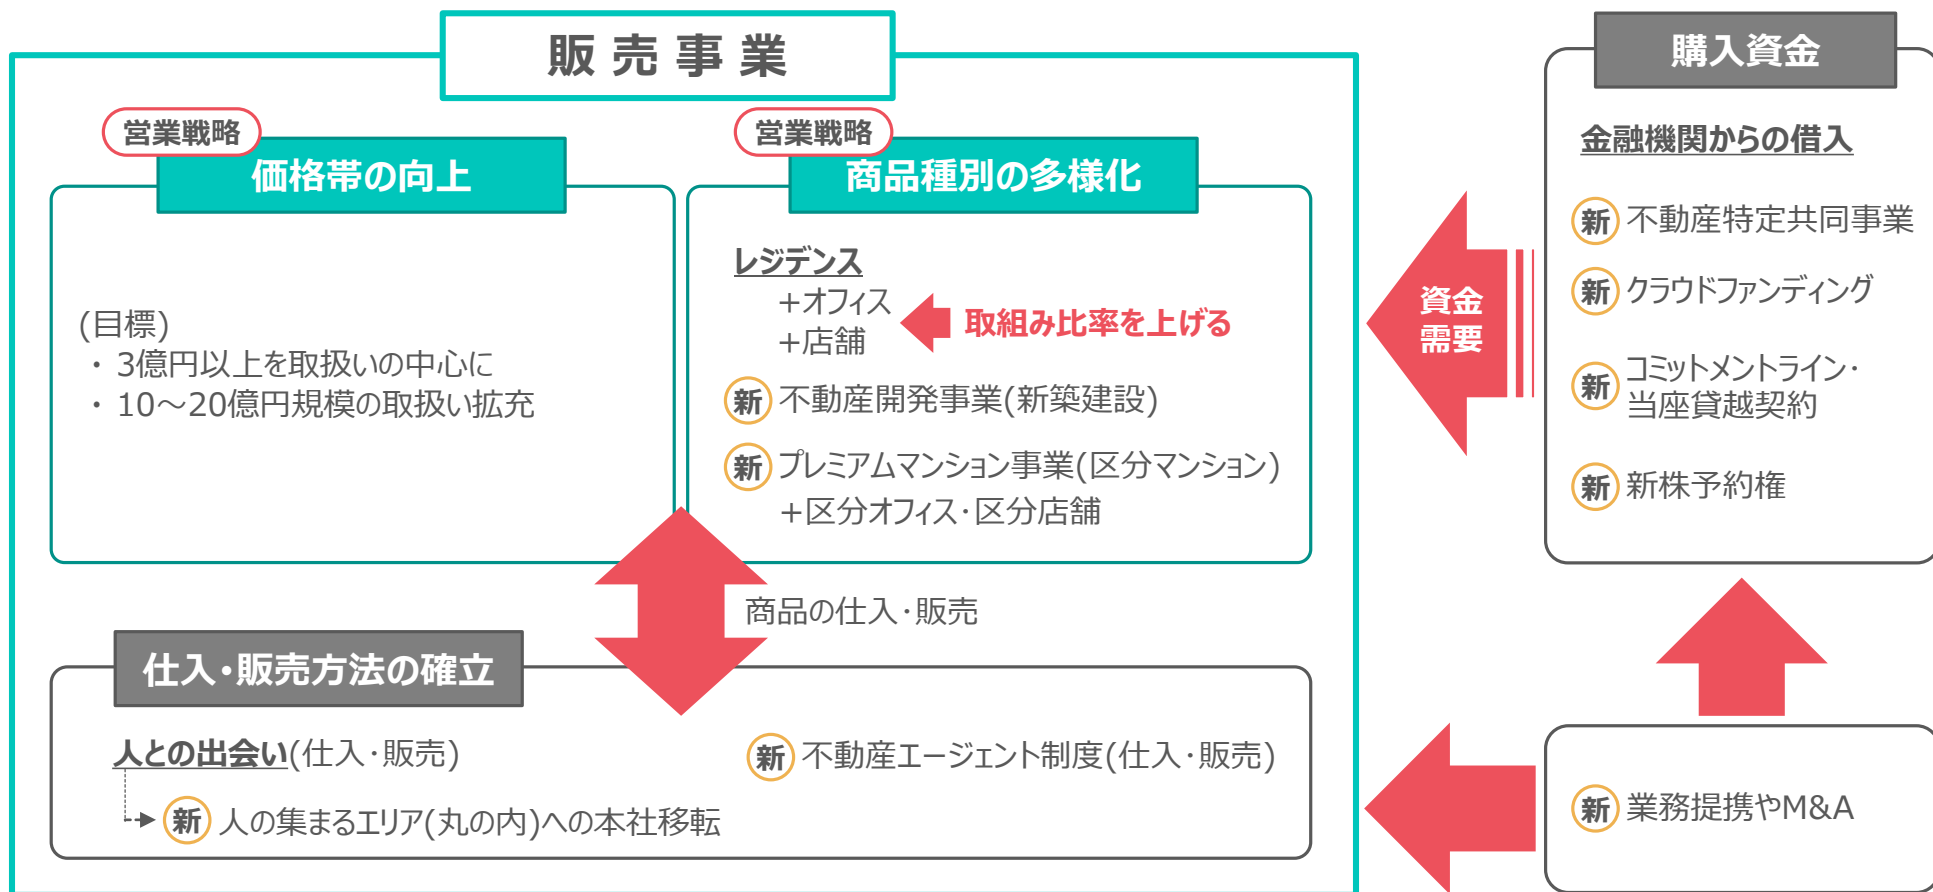 販売事業
営業戦略
価格帯の向上
(目標)
・ 3億円以上を取扱いの中心に
・ 10～20億円規模の取扱い拡充
営業戦略
商品種別の多様化
レジデンス
+オフィス
+店舗
取組み比率を上げる
新 不動産開発事業(新築建設)
新 プレミアムマンション事業(区分マンション)
+区分オフィス・区分店舗
商品の仕入・販売
仕入・販売方法の確立
人との出会い(仕入・販売)
新 人の集まるエリア(丸の内)への本社移転
新 不動産エージェント制度(仕入・販売)
資金
需要
購入資金
金融機関からの借入
新 不動産特定共同事業
新 クラウドファンディング
新 コミットメントライン・
当座貸越契約
新 新株予約権
新 業務提携やM&A